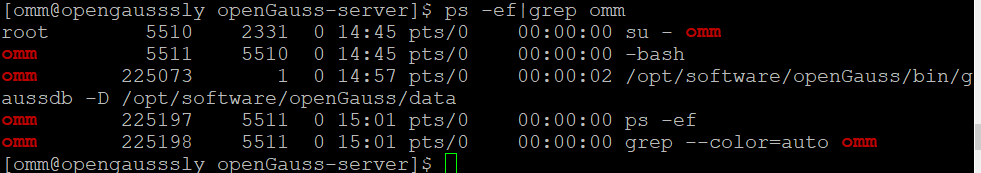 [omm@opengausssly openGauss-server]$ ps -ef|grep omm
root        5510    2331  0 14:45 pts/0    00:00:00 su - omm
omm         5511    5510  0 14:45 pts/0    00:00:00 -bash
omm       225073       1  0 14:57 pts/0    00:00:02 /opt/software/openGauss/bin/g
aussdb -D /opt/software/openGauss/data
omm       225197    5511  0 15:01 pts/0    00:00:00 ps -ef
omm       225198    5511  0 15:01 pts/0    00:00:00 grep --color=auto omm
[omm@opengausssly openGauss-server]$